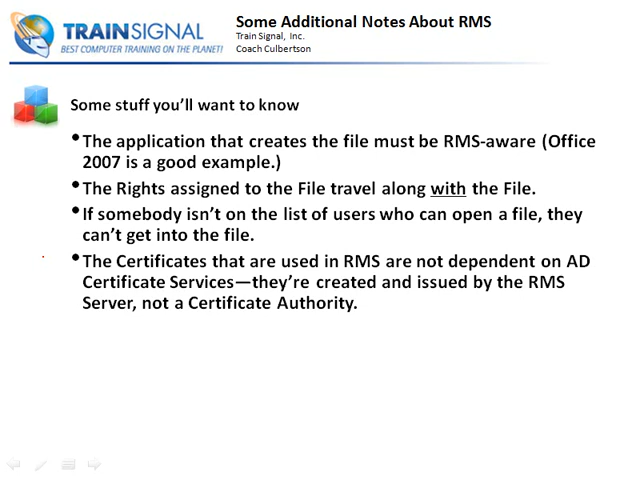 TRAINSIGNAL
BEST COMPUTER TRAINING ON THE PLANET!
Some Additional Notes About RMS
Train Signal, Inc.
Coach Culbertson
Some stuff you’ll want to know
•The application that creates the file must be RMS-aware (Office
2007 is a good example.)
•The Rights assigned to the File travel along with the File.
•If somebody isn’t on the list of users who can open a file, they
can’t get into the file.
•The Certificates that are used in RMS are not dependent on AD
Certificate Services—they’re created and issued by the RMS
Server, not a Certificate Authority.